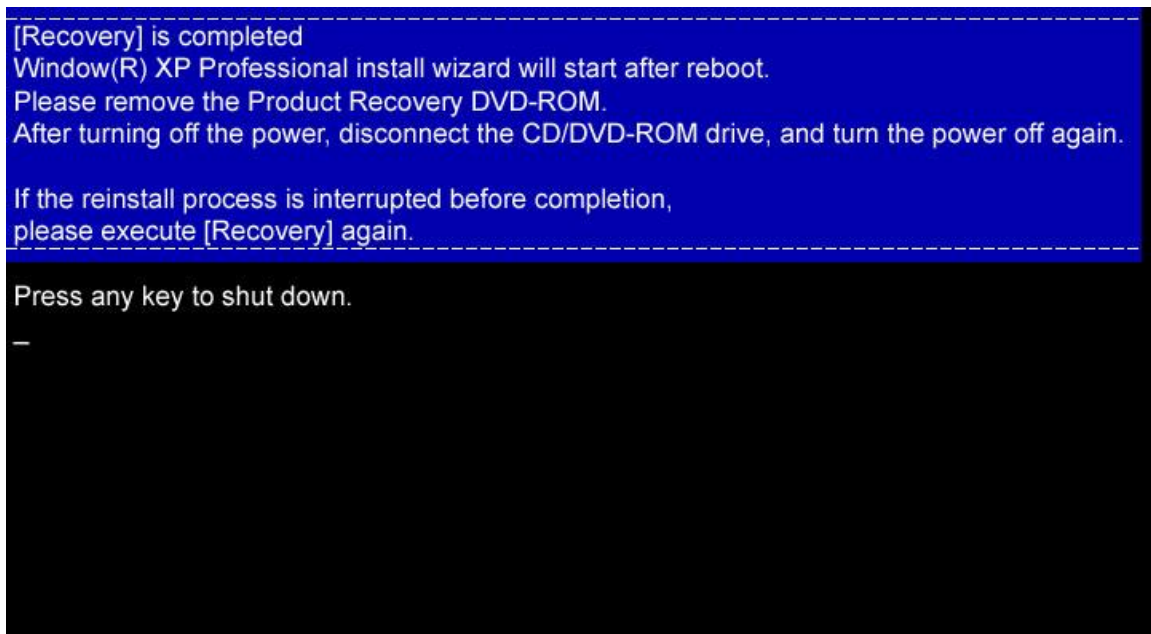 [Recovery] is completed
Window(R) XP Professional install wizard will start after reboot.
Please remove the Product Recovery DVD-ROM.
After turning off the power, disconnect the CD/DVD-ROM drive, and turn the power off again.
If the reinstall process is interrupted before completion,
please execute [Recovery] again.
Press any key to shut down.
_